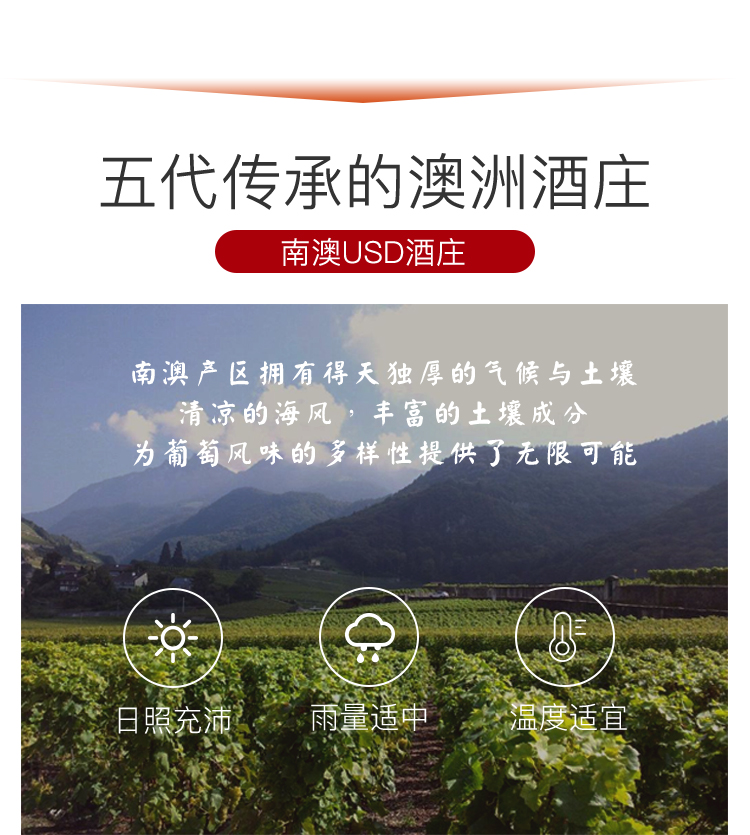 五代传承的澳洲酒庄
南澳USD酒庄
南澳产区拥有得天独厚的气候与土壤
清凉的海风，丰富的土壤成分
为葡萄风味的多样性提供了无限可能
日照充沛
雨量适中
温度适宜